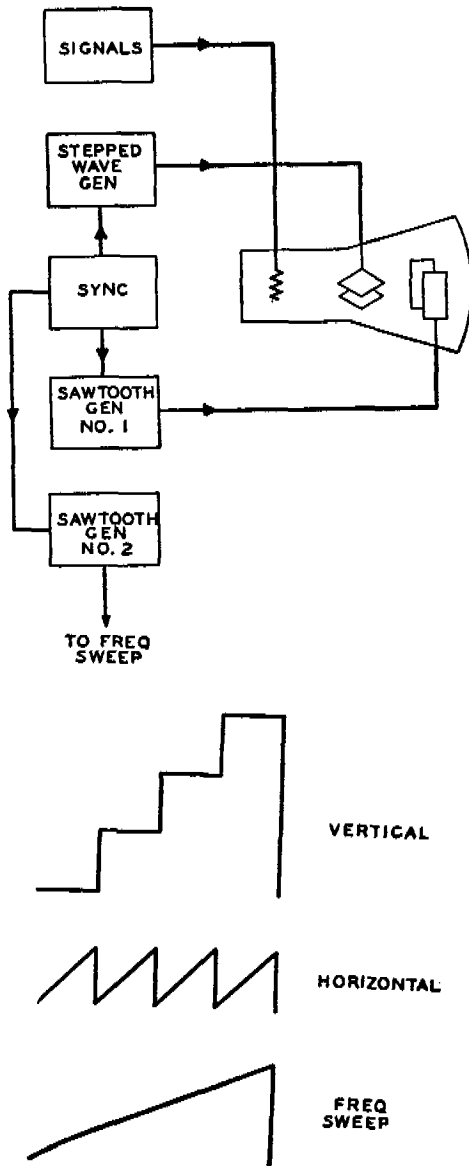 SIGNALS
STEPPED
WAVE
GEN
SYNC
SAWTOOTH
GEN
NO. 1
SAWTOOTH
GEN
NO. 2
TO FREQ
SWEEP
VERTICAL
HORIZONTAL
FREQ
SWEEP